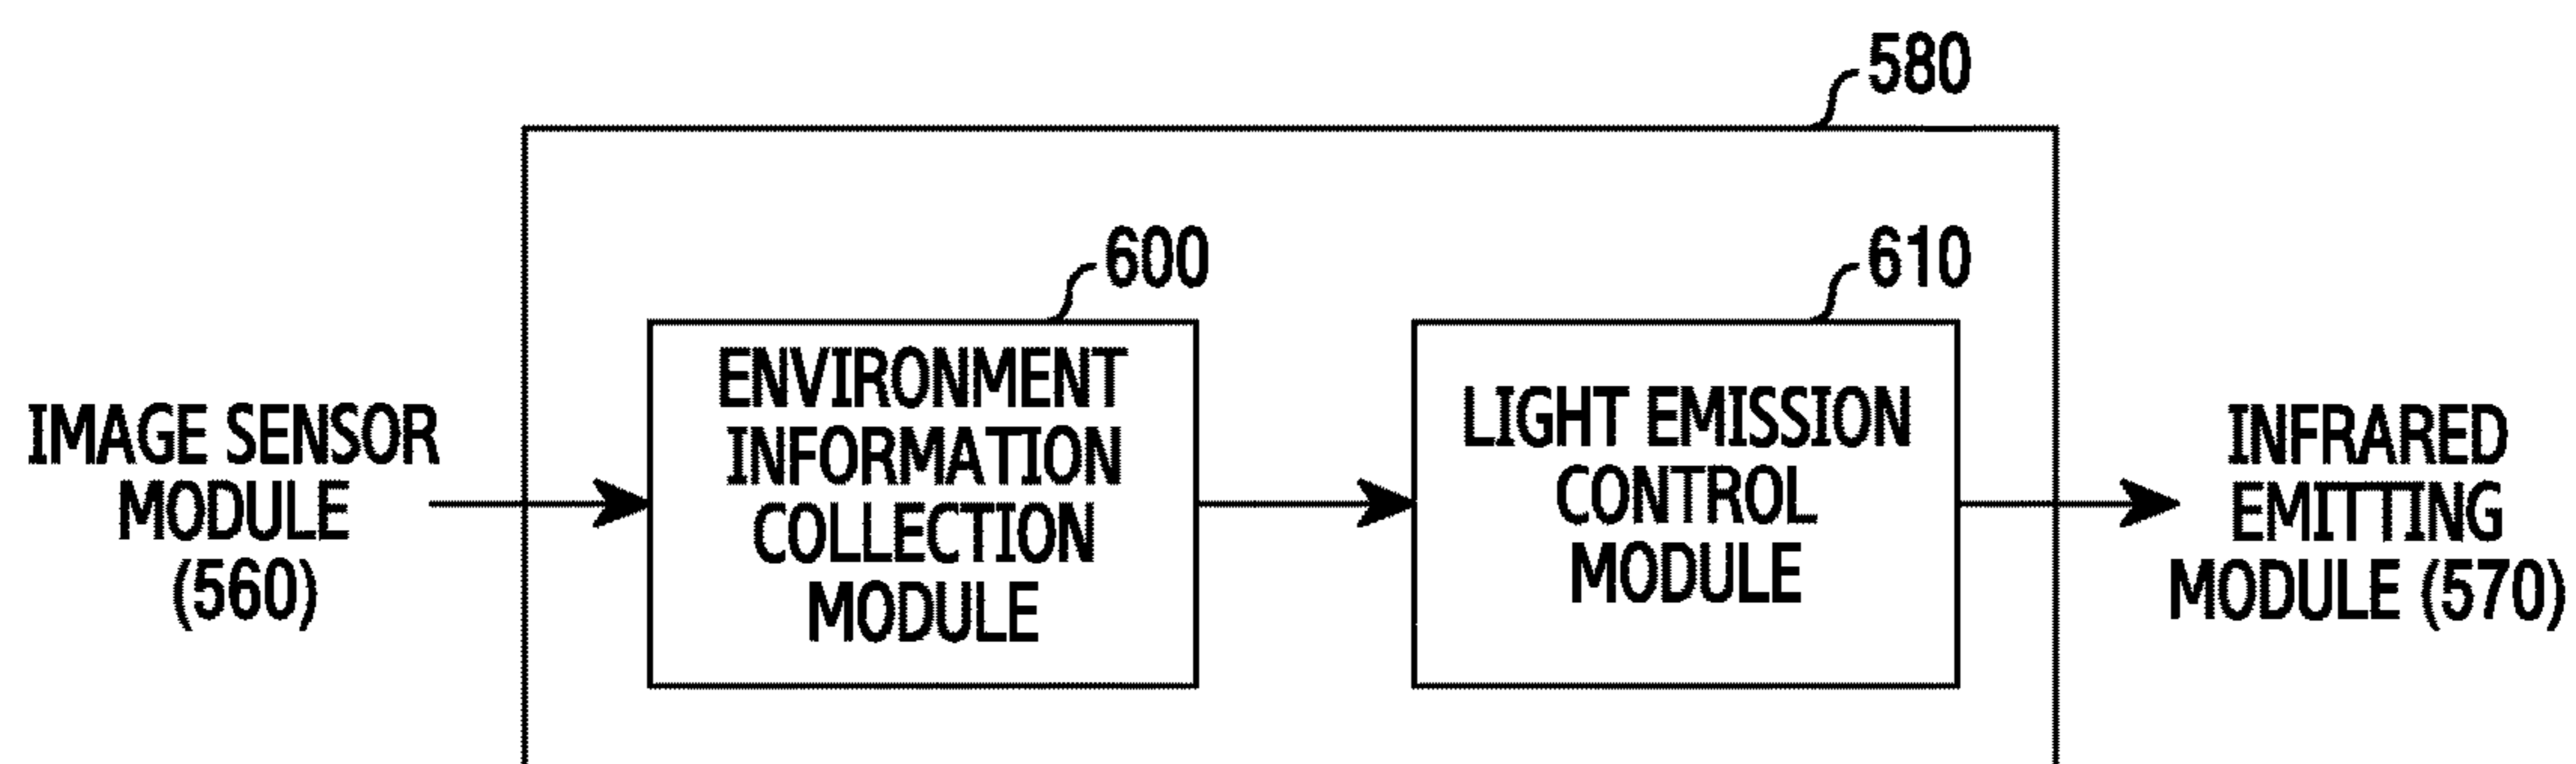 580
600
610
ENVIRONMENT
INFORMATION
COLLECTION
MODULE
LIGHT EMISSION
CONTROL
MODULE
IMAGE SENSOR
MODULE
(560)
INFRARED
EMITTING
MODULE (570)